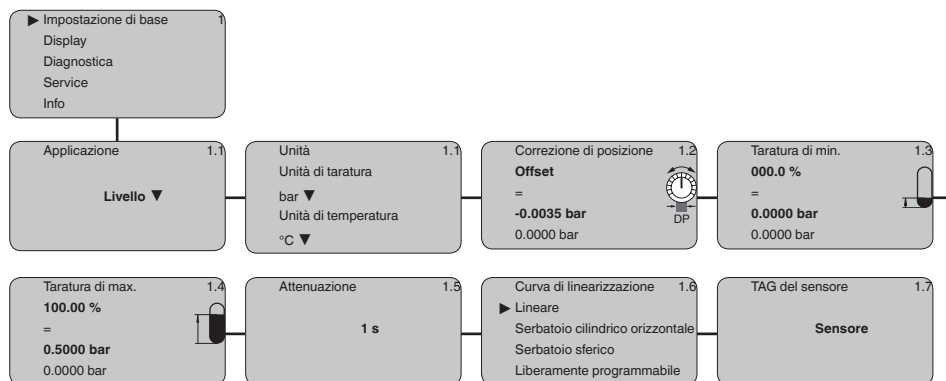 ▶ Impostazione di base 1
Display
Diagnostica
Service
Info
Applicazione 1.1
Livello ▼
Unità 1.1
Unità di taratura
bar ▼
Unità di temperatura
°C ▼
Correzione di posizione 1.2
Offset
=
-0.0035 bar
0.0000 bar
DP
Taratura di min. 1.3
000.0 %
=
0.0000 bar
0.0000 bar
Taratura di max. 1.4
100.00 %
=
0.5000 bar
0.0000 bar
Attenuazione 1.5
1 s
Curva di linearizzazione 1.6
▶ Lineare
Serbatoio cilindrico orizzontale
Serbatoio sferico
Liberamente programmabile
TAG del sensore 1.7
Sensore